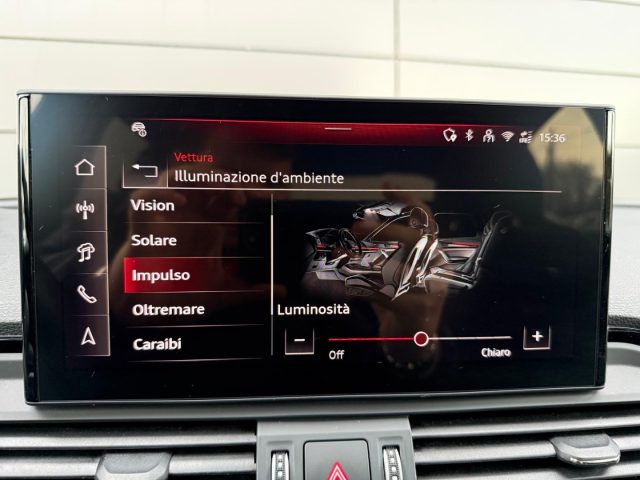 15:36
Vettura
Illuminazione d'ambiente
Vision
Solare
Impulso
Oltremare
Caraibi
Luminosità
− +
Off Chiaro